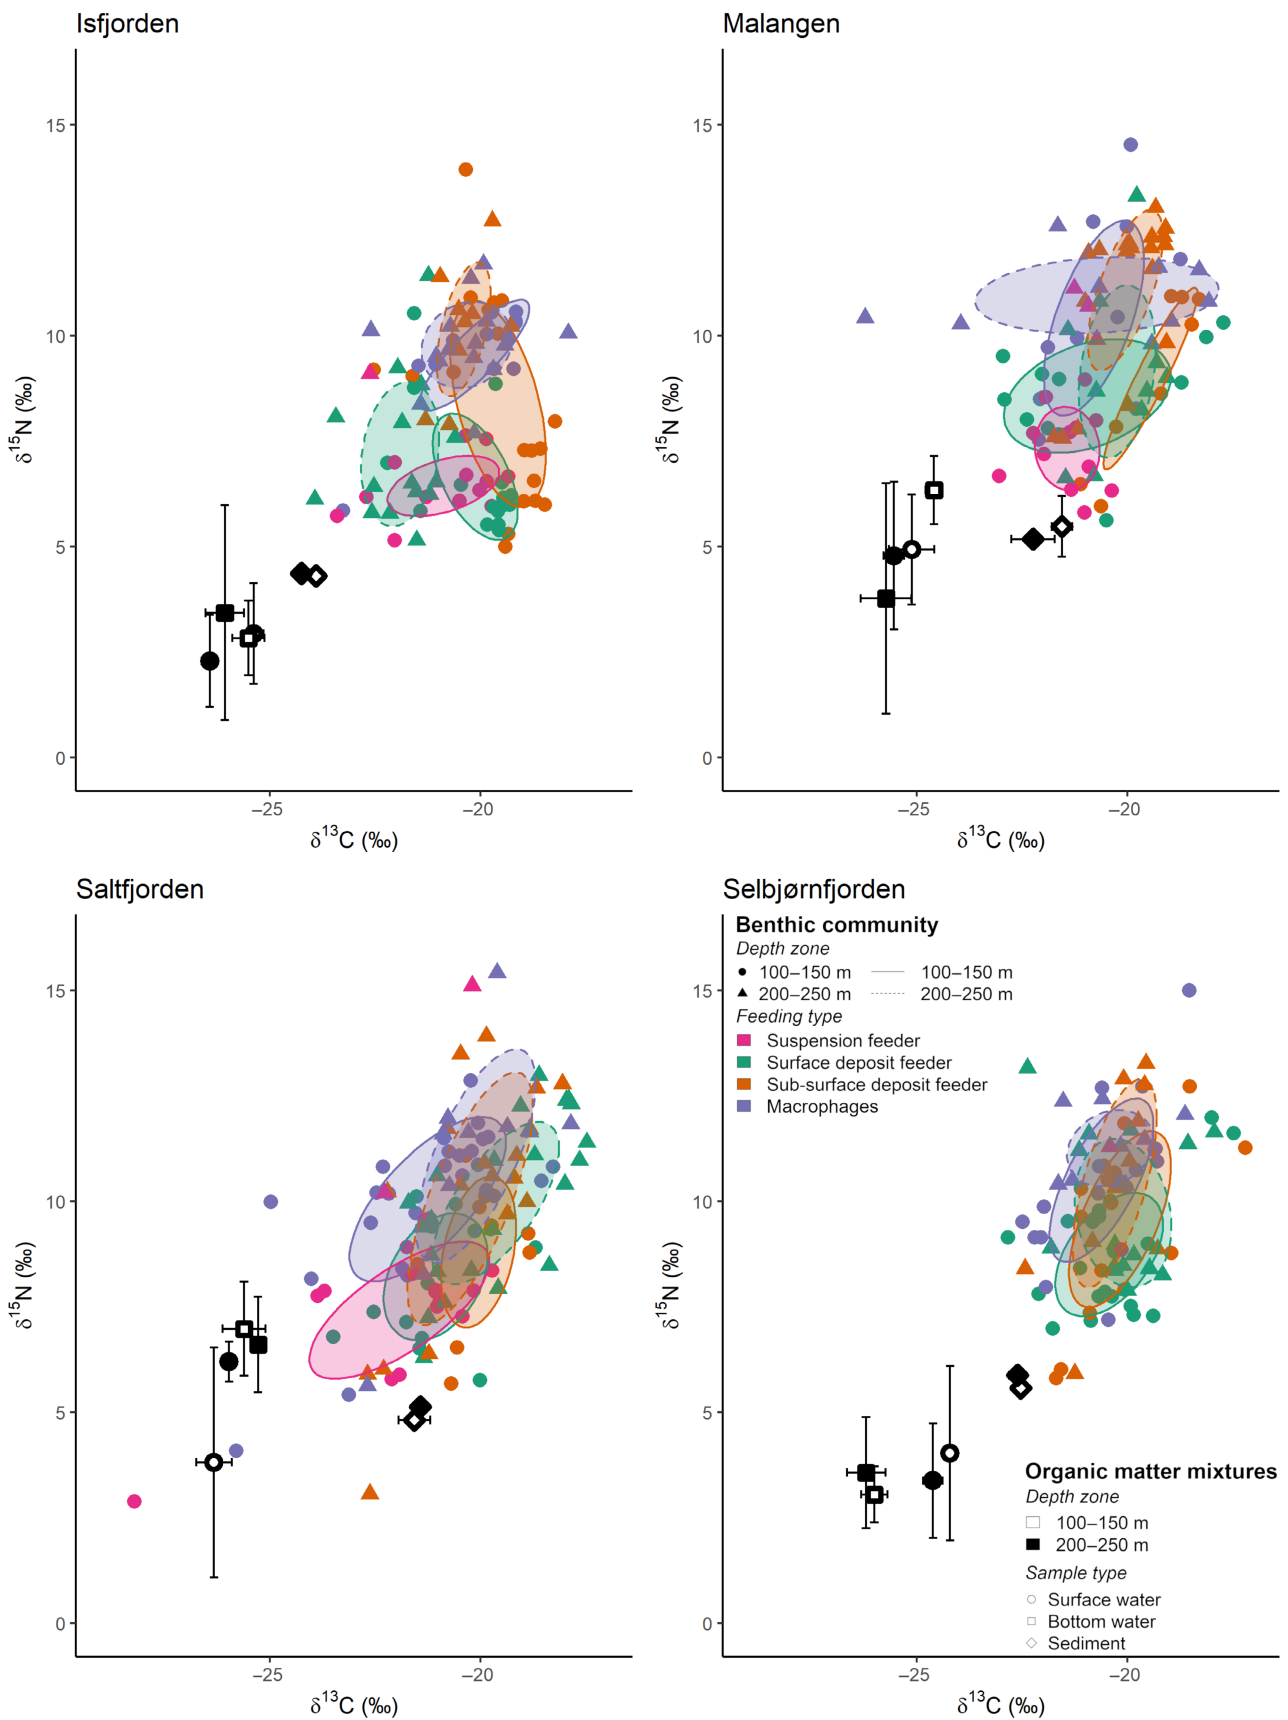 Isfjorden
Malangen
15
10
5
0
δ15N (‰)
−25
−20
δ13C (‰)
15
10
5
0
δ15N (‰)
−25
−20
δ13C (‰)
Saltfjorden
Selbjørnfjorden
15
10
5
0
δ15N (‰)
−25
−20
δ13C (‰)
15
10
5
0
δ15N (‰)
−25
−20
δ13C (‰)
Benthic community
Depth zone
100–150 m 100–150 m
200–250 m 200–250 m
Feeding type
Suspension feeder
Surface deposit feeder
Sub-surface deposit feeder
Macrophages
Organic matter mixtures
Depth zone
100–150 m
200–250 m
Sample type
Surface water
Bottom water
Sediment